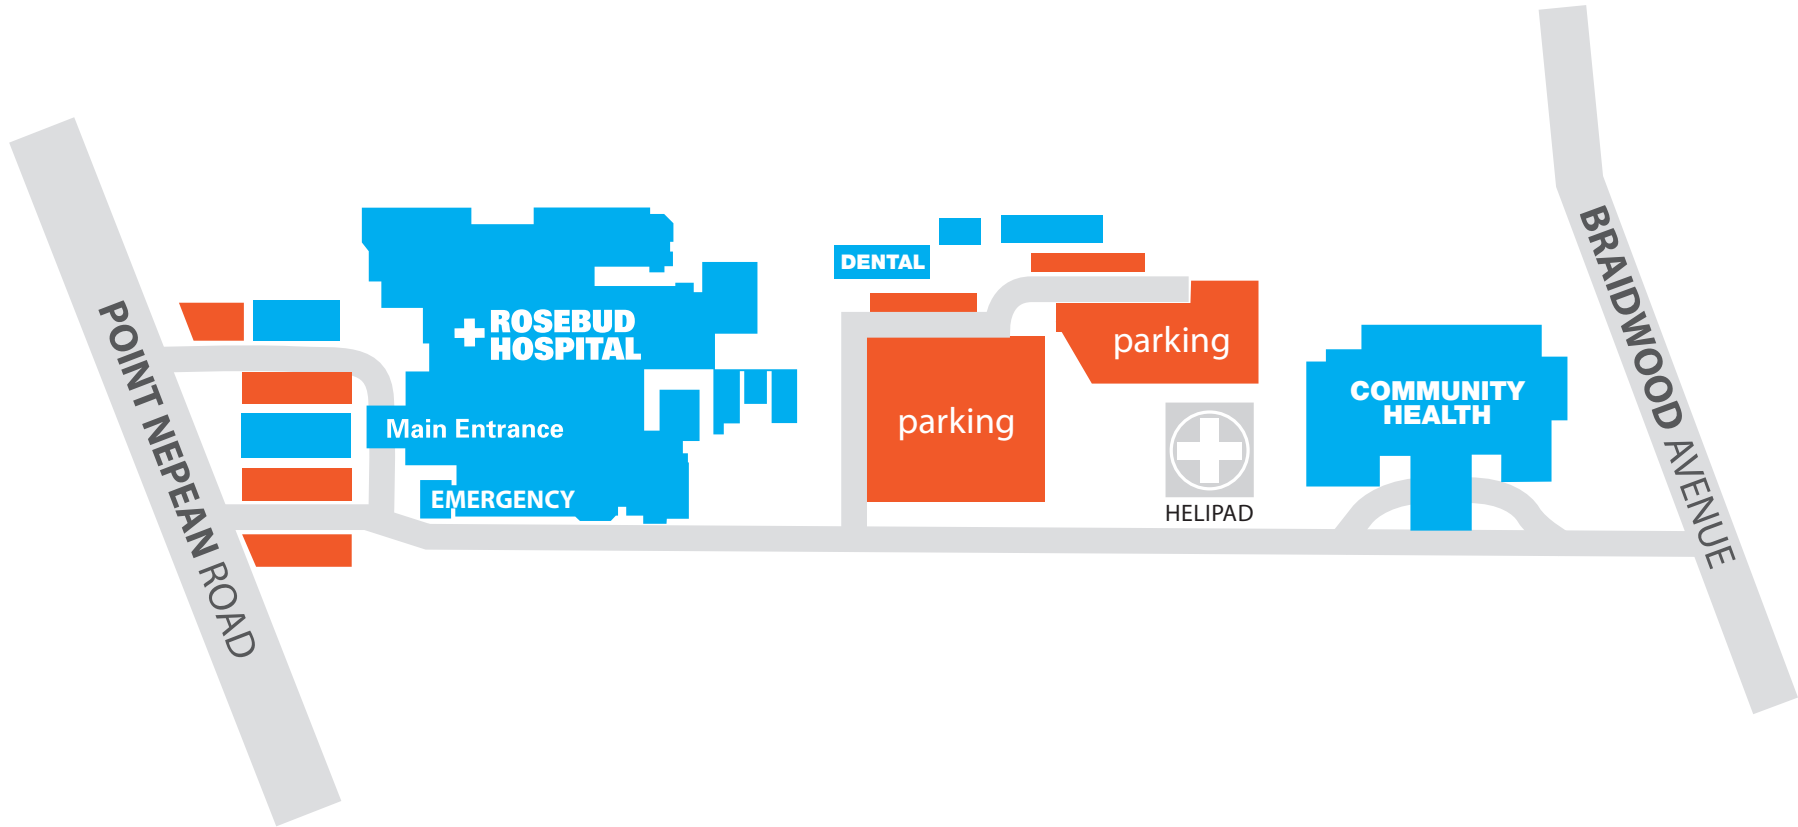 POINT NEPEAN ROAD
ROSEBUD
HOSPITAL
Main Entrance
EMERGENCY
DENTAL
parking
parking
HELIPAD
COMMUNITY
HEALTH
BRAIDWOOD AVENUE